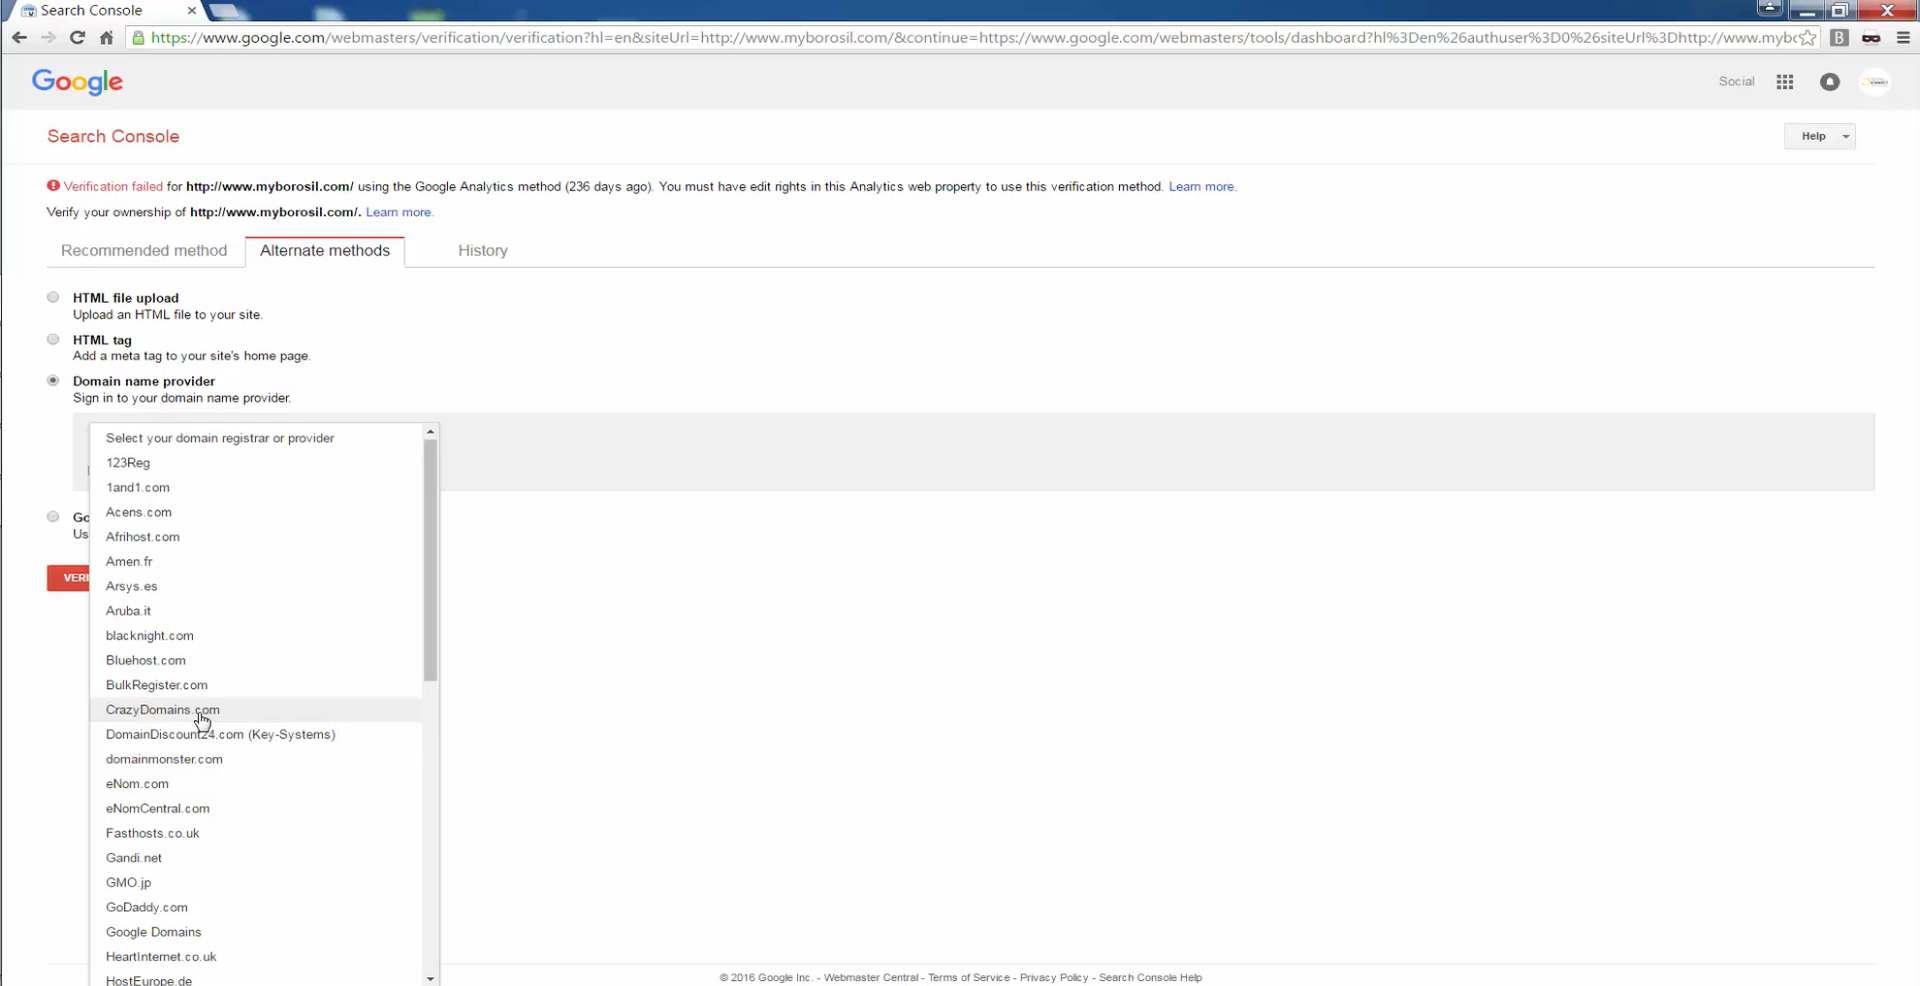 Search Console
https://www.google.com/webmasters/verification/verification?hl=en&siteUrl=http://www.myborosil.com/&continue=https://www.google.com/webmasters/tools/dashboard?hl%3Den%26authuser%3D0%26siteUrl%3Dhttp://www.myb
B
Google
Social
Search Console
Help
Verification failed for http://www.myborosil.com/ using the Google Analytics method (236 days ago). You must have edit rights in this Analytics web property to use this verification method. Learn more.
Verify your ownership of http://www.myborosil.com/. Learn more.
Recommended method Alternate methods History
HTML file upload
Upload an HTML file to your site.
HTML tag
Add a meta tag to your site's home page.
Domain name provider
Sign in to your domain name provider.
Select your domain registrar or provider
123Reg
1and1.com
Acens.com
Go
Afrihost.com
Us
Amen.fr
VERI
Arsys.es
Aruba.it
blacknight.com
Bluehost.com
BulkRegister.com
CrazyDomains.com
DomainDiscount24.com (Key-Systems)
domainmonster.com
eNom.com
eNomCentral.com
Fasthosts.co.uk
Gandi.net
GMO.jp
GoDaddy.com
Google Domains
HeartInternet.co.uk
HostEurope.de
© 2016 Google Inc. - Webmaster Central - Terms of Service - Privacy Policy - Search Console Help